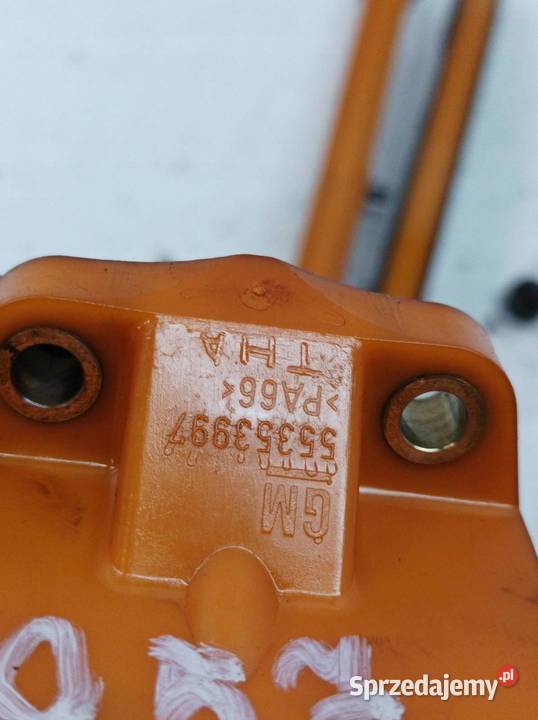 GM
55353997
>PA66<
THA
Sprzedajemy.pl